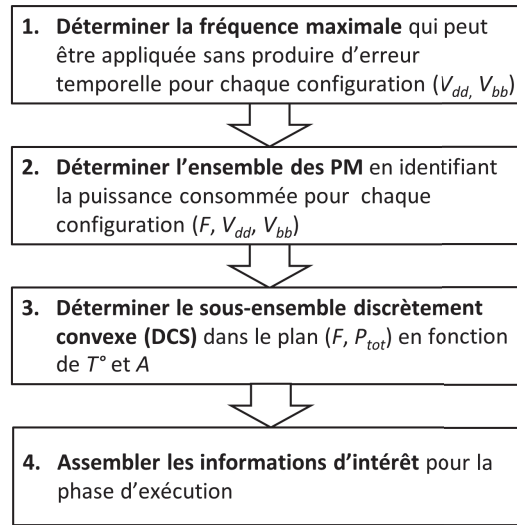 1. Déterminer la fréquence maximale qui peut
être appliquée sans produire d'erreur
temporelle pour chaque configuration (Vdd, Vbb)
2. Déterminer l'ensemble des PM en identifiant
la puissance consommée pour chaque
configuration (F, Vdd, Vbb)
3. Déterminer le sous-ensemble discrètement
convexe (DCS) dans le plan (F, Ptot) en fonction
de T° et A
4. Assembler les informations d'intérêt pour la
phase d'exécution